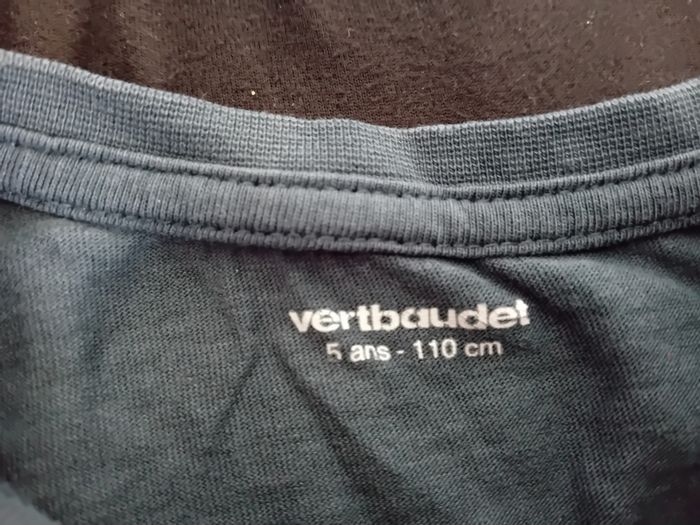 vertbaudet
5 ans - 110 cm